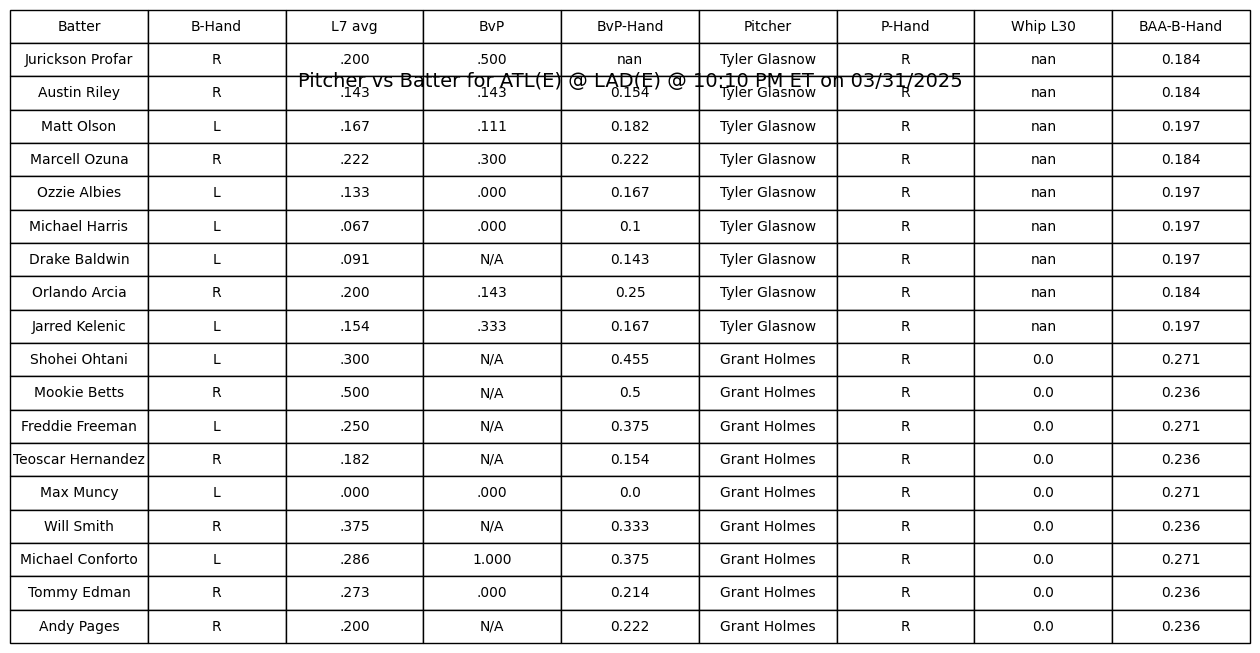 Batter B-Hand L7 avg BvP BvP-Hand Pitcher P-Hand Whip L30 BAA-B-Hand
Jurickson Profar R .200 .500 nan Tyler Glasnow R nan 0.184
Pitcher vs Batter for ATL(E) @ LAD(E) @ 10:10 PM ET on 03/31/2025
Austin Riley R .143 .143 0.154 Tyler Glasnow R nan 0.184
Matt Olson L .167 .111 0.182 Tyler Glasnow R nan 0.197
Marcell Ozuna R .222 .300 0.222 Tyler Glasnow R nan 0.184
Ozzie Albies L .133 .000 0.167 Tyler Glasnow R nan 0.197
Michael Harris L .067 .000 0.1 Tyler Glasnow R nan 0.197
Drake Baldwin L .091 N/A 0.143 Tyler Glasnow R nan 0.197
Orlando Arcia R .200 .143 0.25 Tyler Glasnow R nan 0.184
Jarred Kelenic L .154 .333 0.167 Tyler Glasnow R nan 0.197
Shohei Ohtani L .300 N/A 0.455 Grant Holmes R 0.0 0.271
Mookie Betts R .500 N/A 0.5 Grant Holmes R 0.0 0.236
Freddie Freeman L .250 N/A 0.375 Grant Holmes R 0.0 0.271
Teoscar Hernandez R .182 N/A 0.154 Grant Holmes R 0.0 0.236
Max Muncy L .000 .000 0.0 Grant Holmes R 0.0 0.271
Will Smith R .375 N/A 0.333 Grant Holmes R 0.0 0.236
Michael Conforto L .286 1.000 0.375 Grant Holmes R 0.0 0.271
Tommy Edman R .273 .000 0.214 Grant Holmes R 0.0 0.236
Andy Pages R .200 N/A 0.222 Grant Holmes R 0.0 0.236